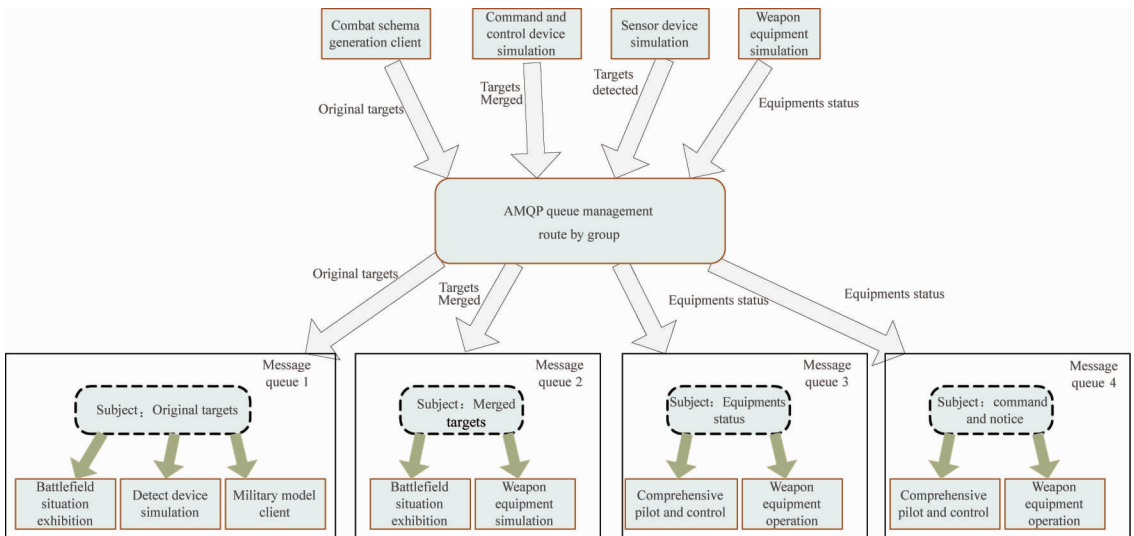 Combat schema
generation client
Command and
control device
simulation
Sensor device
simulation
Weapon
equipment
simulation
Original targets
Targets
Merged
Targets
detected
Equipments status
AMQP queue management
route by group
Original targets
Targets
Merged
Equipments status
Equipments status
Message
queue 1
Subject：Original targets
Battlefield
situation
exhibition
Detect device
simulation
Military model
client
Message
queue 2
Subject：Merged
targets
Battlefield
situation
exhibition
Weapon
equipment
simulation
Message
queue 3
Subject：Equipments
status
Comprehensive
pilot and control
Weapon
equipment
operation
Message
queue 4
Subject：command
and notice
Comprehensive
pilot and control
Weapon
equipment
operation